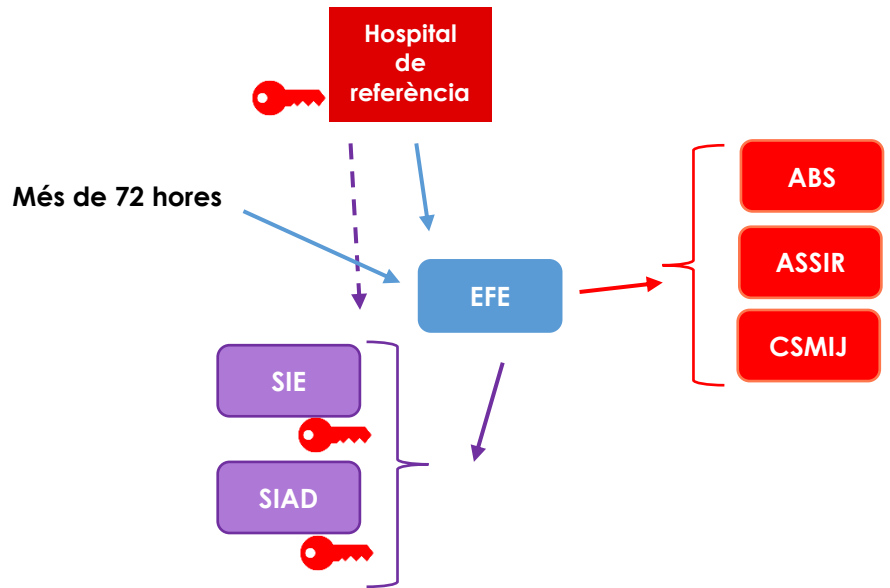 Hospital
de
referència
Més de 72 hores
ABS
ASSIR
EFE
CSMIJ
SIE
SIAD